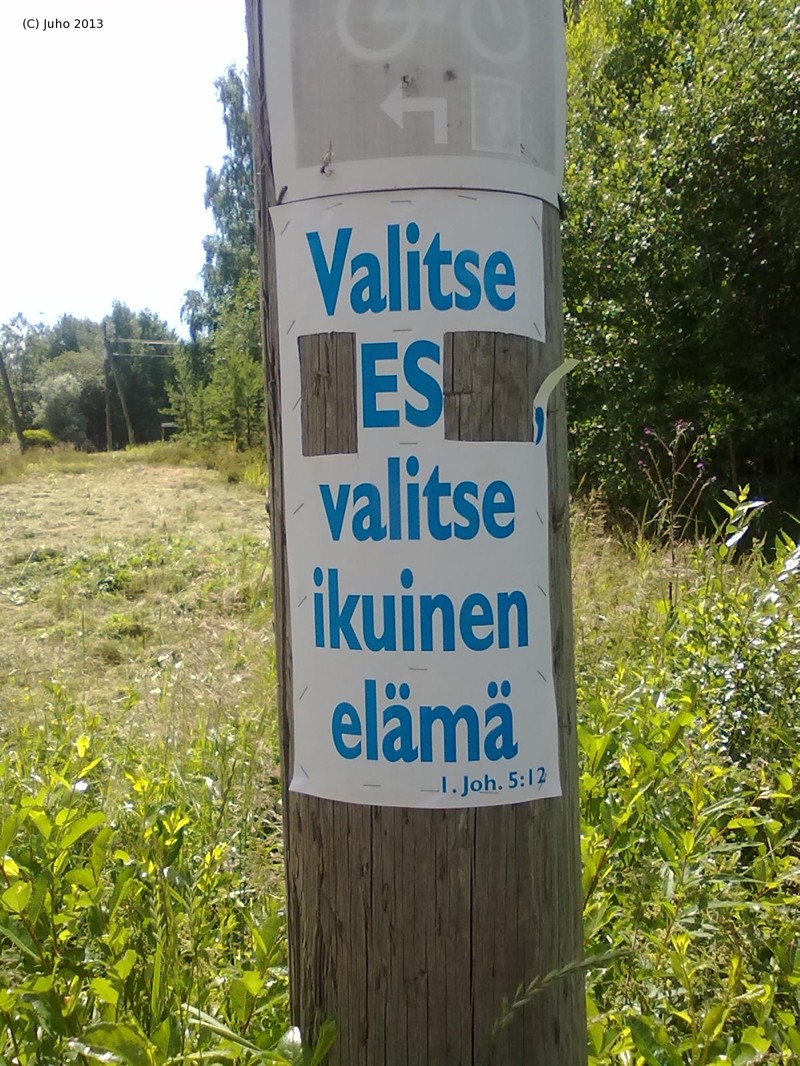 (C) Juho 2013
Valitse
ES,
valitse
ikuinen
elämä
1. Joh. 5:12